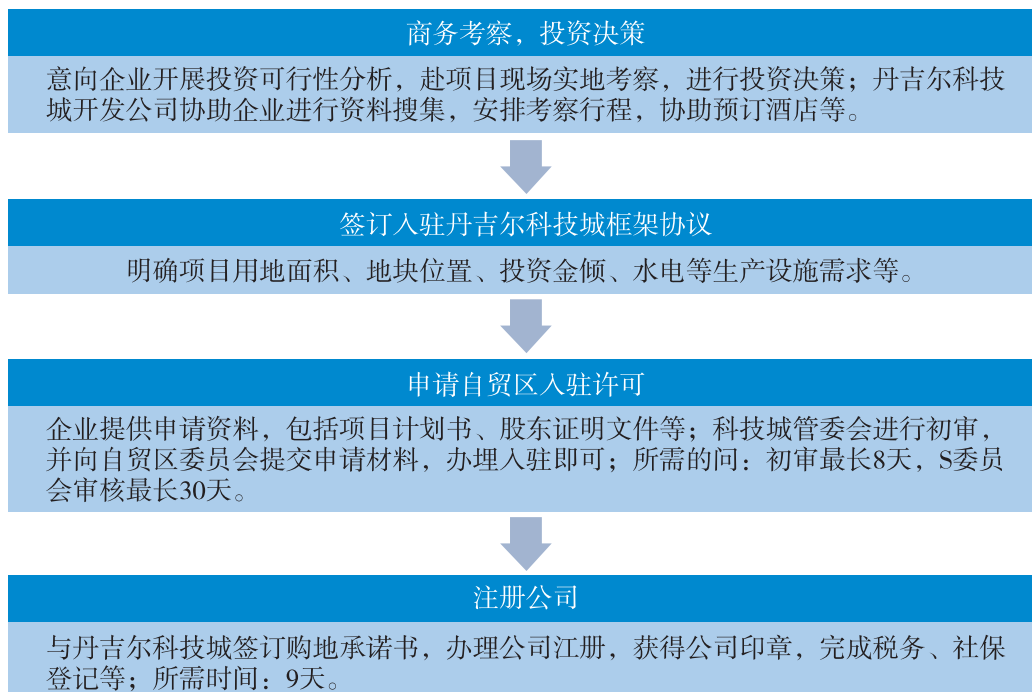 商务考察，投资决策
意向企业开展投资可行性分析，赴项目现场实地考察，进行投资决策；丹吉尔科技
城开发公司协助企业进行资料搜集，安排考察行程，协助预订酒店等。
签订入驻丹吉尔科技城框架协议
明确项目用地面积、地块位置、投资金倾、水电等生产设施需求等。
申请自贸区入驻许可
企业提供申请资料，包括项目计划书、股东证明文件等；科技城管委会进行初审，
并向自贸区委员会提交申请材料，办埋入驻即可；所需的问：初审最长8天，S委员
会审核最长30天。
注册公司
与丹吉尔科技城签订购地承诺书，办理公司江册，获得公司印章，完成税务、社保
登记等；所需时间：9天。